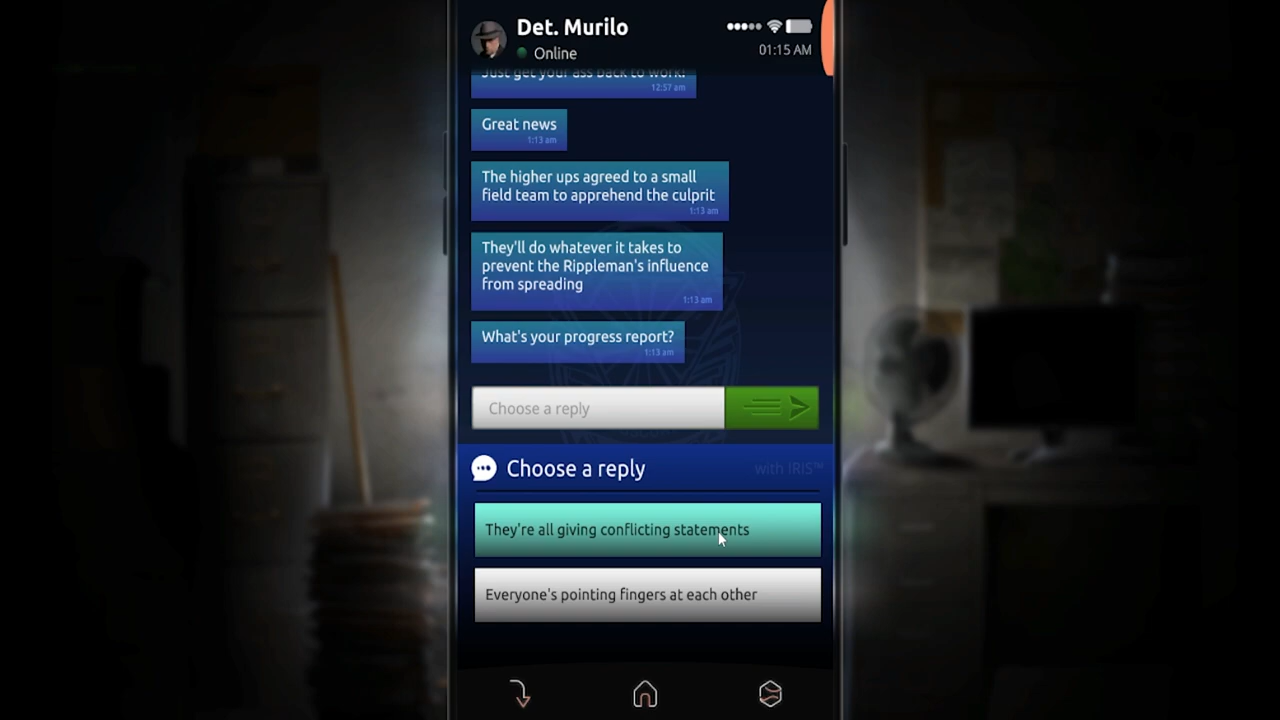 Det. Murilo
Online
01:15 AM
Just get your ass back to work!
12:57 am
Great news
1:13 am
The higher ups agreed to a small
field team to apprehend the culprit
1:13 am
They'll do whatever it takes to
prevent the Rippleman's influence
from spreading
1:13 am
What's your progress report?
1:13 am
Choose a reply
Choose a reply
with IRIS™
They're all giving conflicting statements
Everyone's pointing fingers at each other